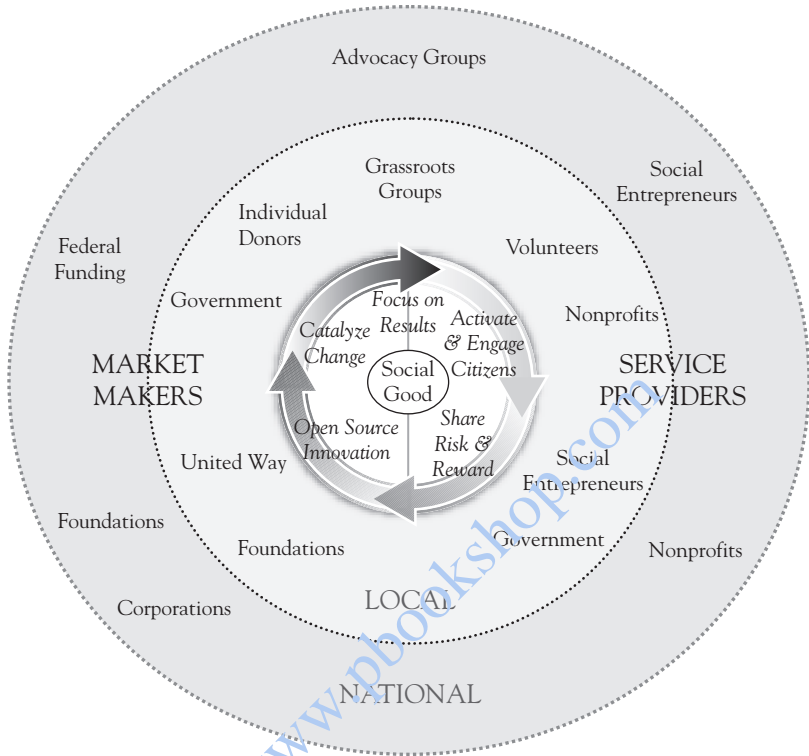 Advocacy Groups
Grassroots
Groups
Social
Entrepreneurs
Individual
Donors
Volunteers
Federal
Funding
Government
Nonprofits
Focus on
Results
Catalyze
Change
Activate
& Engage
Citizens
MARKET
MAKERS
Social
Good
SERVICE
PROVIDERS
Open Source
Innovation
Share
Risk &
Reward
United Way
Social
Entrepreneurs
Foundations
Foundations
Government
Nonprofits
Corporations
LOCAL
NATIONAL
www.pbookshop.com